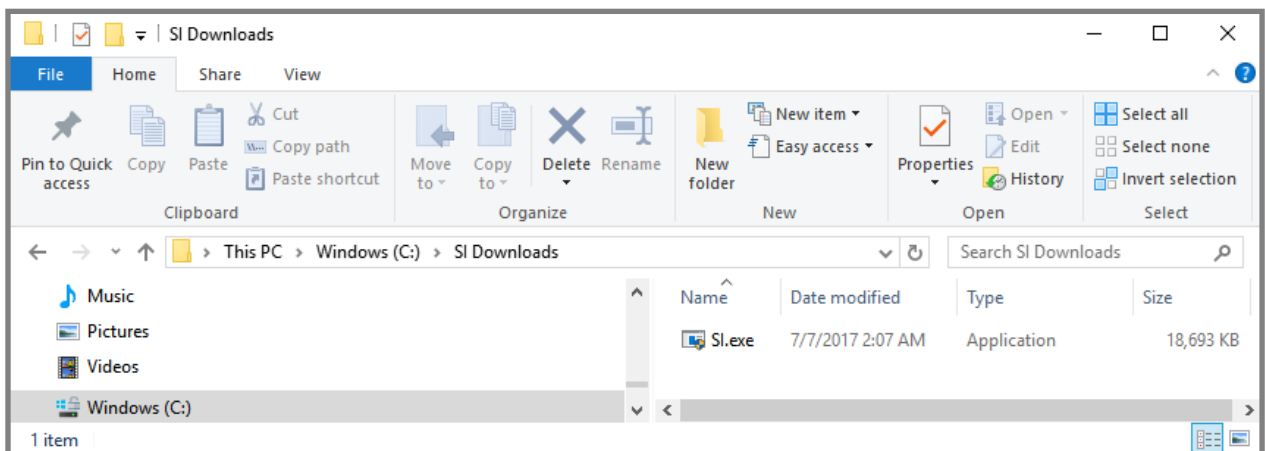 SI Downloads
File Home Share View
Pin to Quick access
Copy
Paste
Cut
Copy path
Paste shortcut
Clipboard
Move to
Copy to
Delete
Rename
Organize
New folder
New item
Easy access
New
Properties
Open
Edit
History
Open
Select all
Select none
Invert selection
Select
This PC > Windows (C:) > SI Downloads
Search SI Downloads
Music
Pictures
Videos
Windows (C:)
Name Date modified Type Size
SI.exe 7/7/2017 2:07 AM Application 18,693 KB
1 item